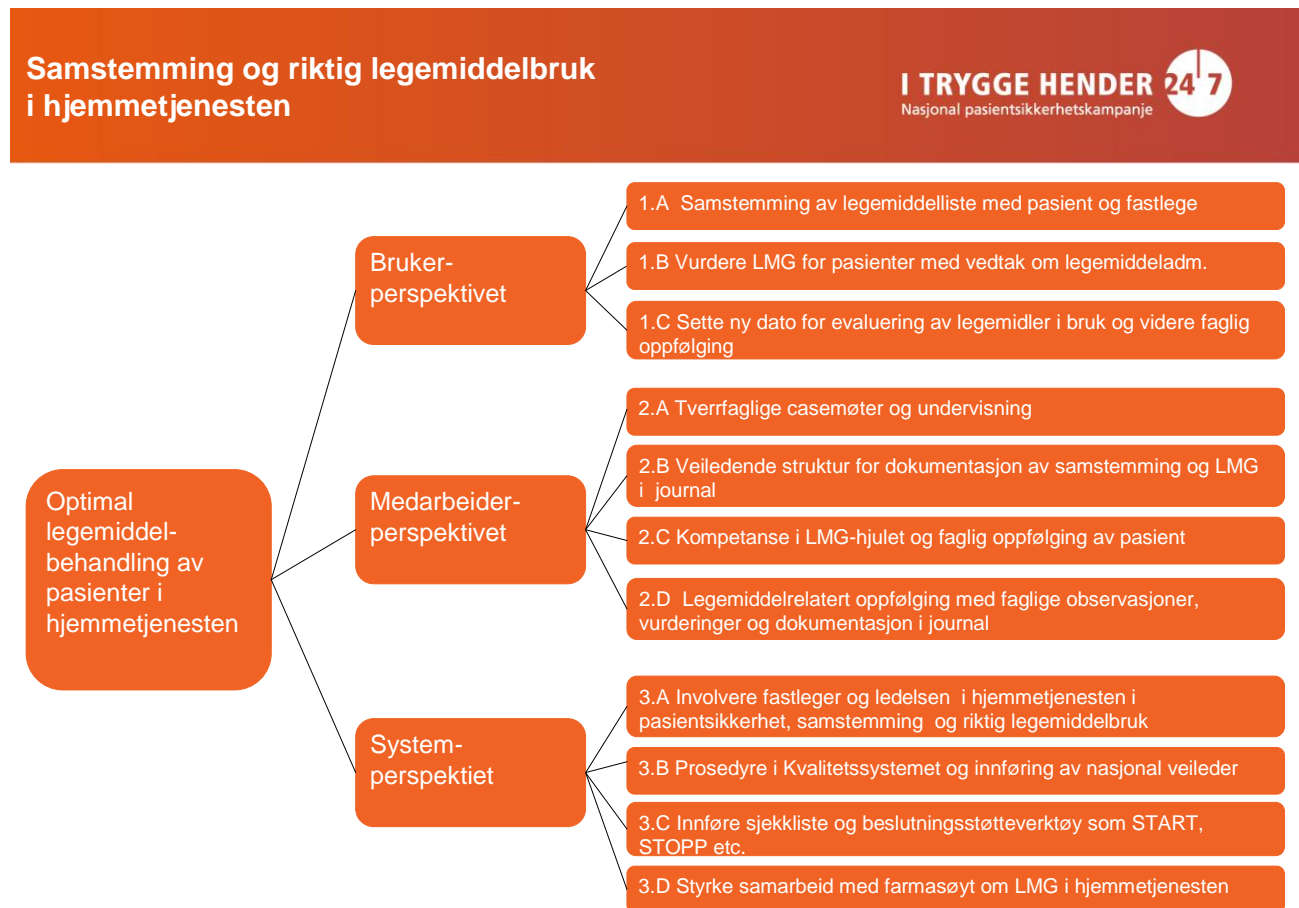 Samstemming og riktig legemiddelbruk
i hjemmetjenesten
I TRYGGE HENDER 24 7
Nasjonal pasientsikkerhetskampanje
Optimal
legemiddel-
behandling av
pasienter i
hjemmetjenesten
Bruker-
perspektivet
1.A Samstemming av legemiddelliste med pasient og fastlege
1.B Vurdere LMG for pasienter med vedtak om legemiddeladm.
1.C Sette ny dato for evaluering av legemidler i bruk og videre faglig
oppfølging
Medarbeider-
perspektivet
2.A Tverrfaglige casemøter og undervisning
2.B Veiledende struktur for dokumentasjon av samstemming og LMG
i journal
2.C Kompetanse i LMG-hjulet og faglig oppfølging av pasient
2.D Legemiddelrelatert oppfølging med faglige observasjoner,
vurderinger og dokumentasjon i journal
System-
perspektiet
3.A Involvere fastleger og ledelsen i hjemmetjenesten i
pasientsikkerhet, samstemming og riktig legemiddelbruk
3.B Prosedyre i Kvalitetssystemet og innføring av nasjonal veileder
3.C Innføre sjekkliste og beslutningsstøtteverktøy som START,
STOPP etc.
3.D Styrke samarbeid med farmasøyt om LMG i hjemmetjenesten